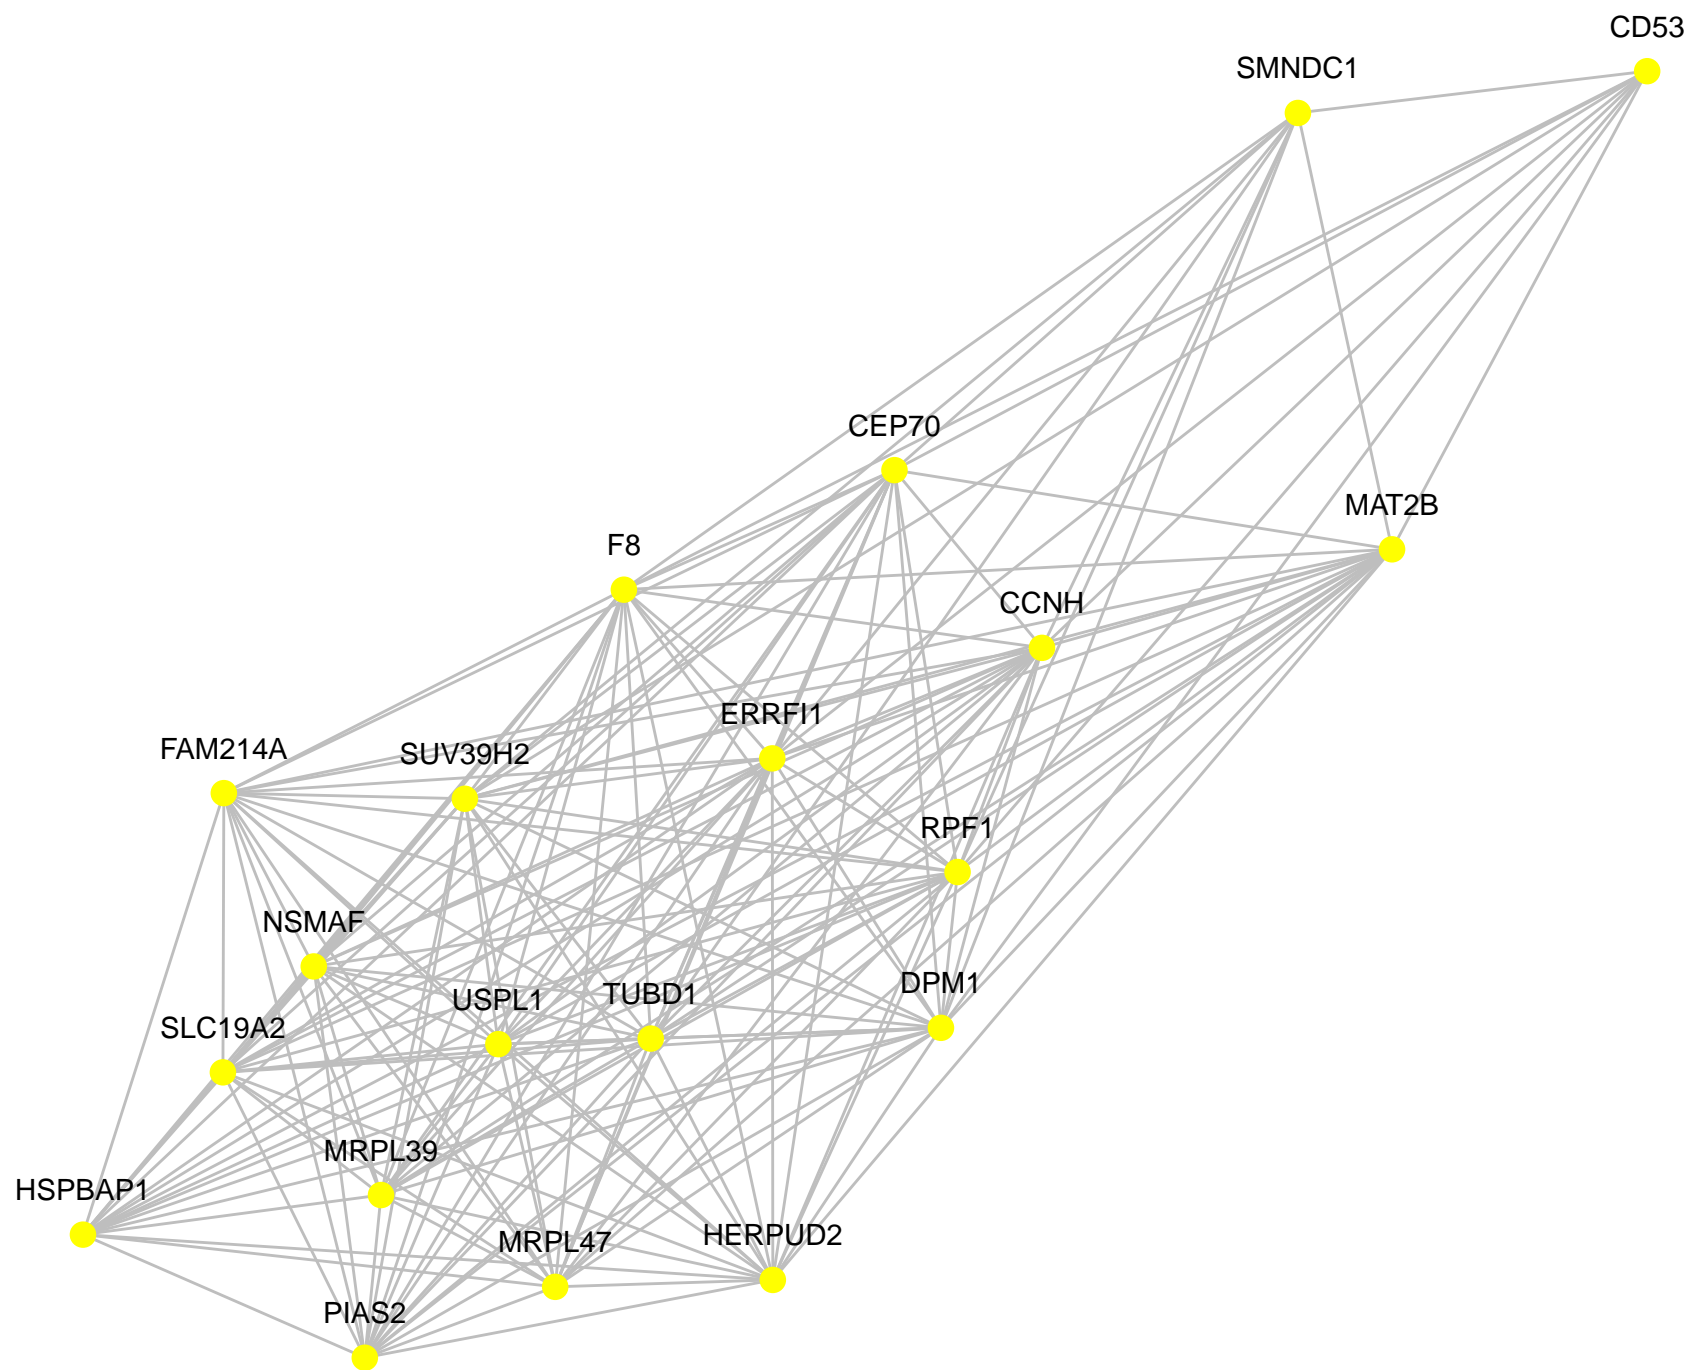 CD53
SMNDC1
CEP70
MAT2B
F8
CCNH
ERRFI1
FAM214A
SUV39H2
RPF1
NSMAF
DPM1
USPL1
TUBD1
SLC19A2
MRPL39
HSPBAP1
HERPUD2
MRPL47
PIAS2